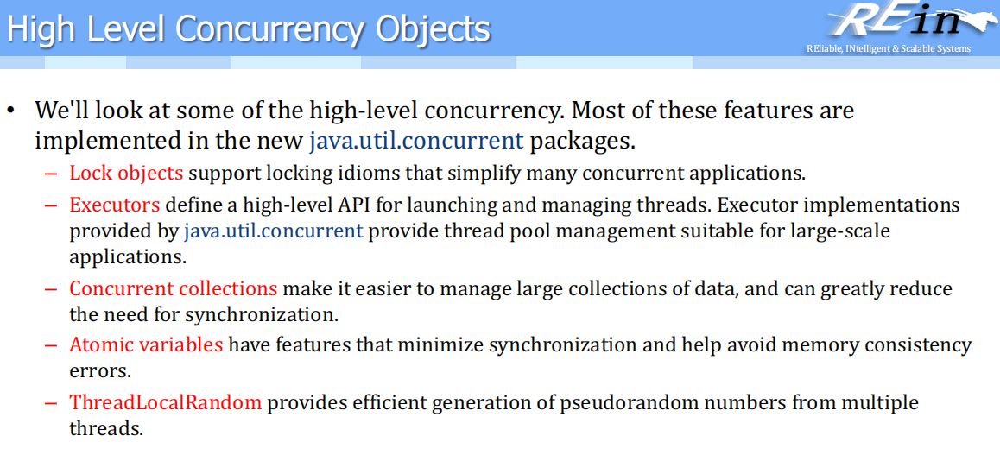 High Level Concurrency Objects
REin
REliable, INtelligent & Scalable Systems
• We'll look at some of the high-level concurrency. Most of these features are
implemented in the new java.util.concurrent packages.
– Lock objects support locking idioms that simplify many concurrent applications.
– Executors define a high-level API for launching and managing threads. Executor implementations
provided by java.util.concurrent provide thread pool management suitable for large-scale
applications.
– Concurrent collections make it easier to manage large collections of data, and can greatly reduce
the need for synchronization.
– Atomic variables have features that minimize synchronization and help avoid memory consistency
errors.
– ThreadLocalRandom provides efficient generation of pseudorandom numbers from multiple
threads.